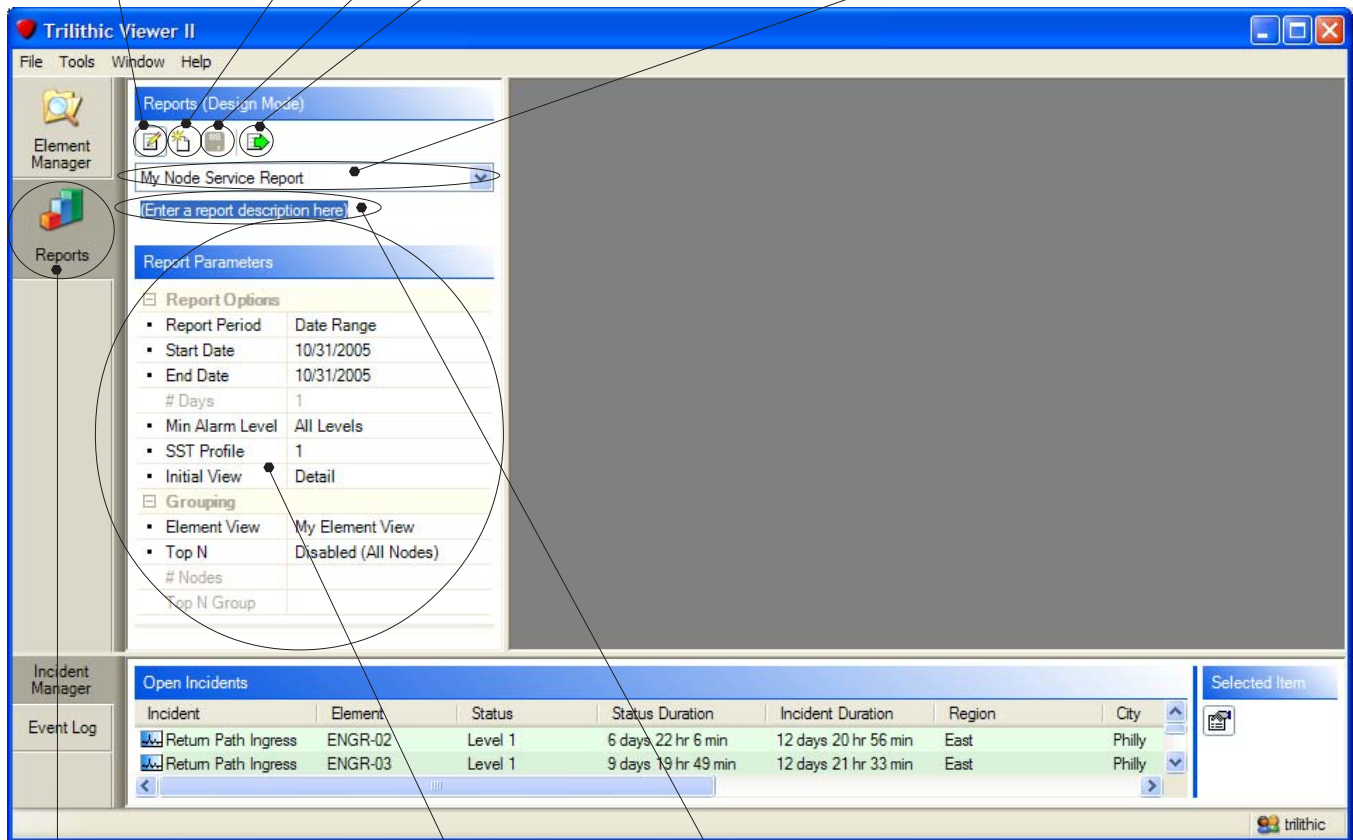 Trilithic Viewer II
File Tools Window Help
Element Manager
Reports
Reports (Design Mode)
My Node Service Report
(Enter a report description here)
Report Parameters
Report Options
Report Period Date Range
Start Date 10/31/2005
End Date 10/31/2005
# Days 1
Min Alarm Level All Levels
SST Profile 1
Initial View Detail
Grouping
Element View My Element View
Top N Disabled (All Nodes)
# Nodes
Top N Group
Incident Manager
Event Log
Open Incidents
Incident Element Status Status Duration Incident Duration Region City
Return Path Ingress ENGR-02 Level 1 6 days 22 hr 6 min 12 days 20 hr 56 min East Philly
Return Path Ingress ENGR-03 Level 1 9 days 19 hr 49 min 12 days 21 hr 33 min East Philly
Selected Item
trilithic